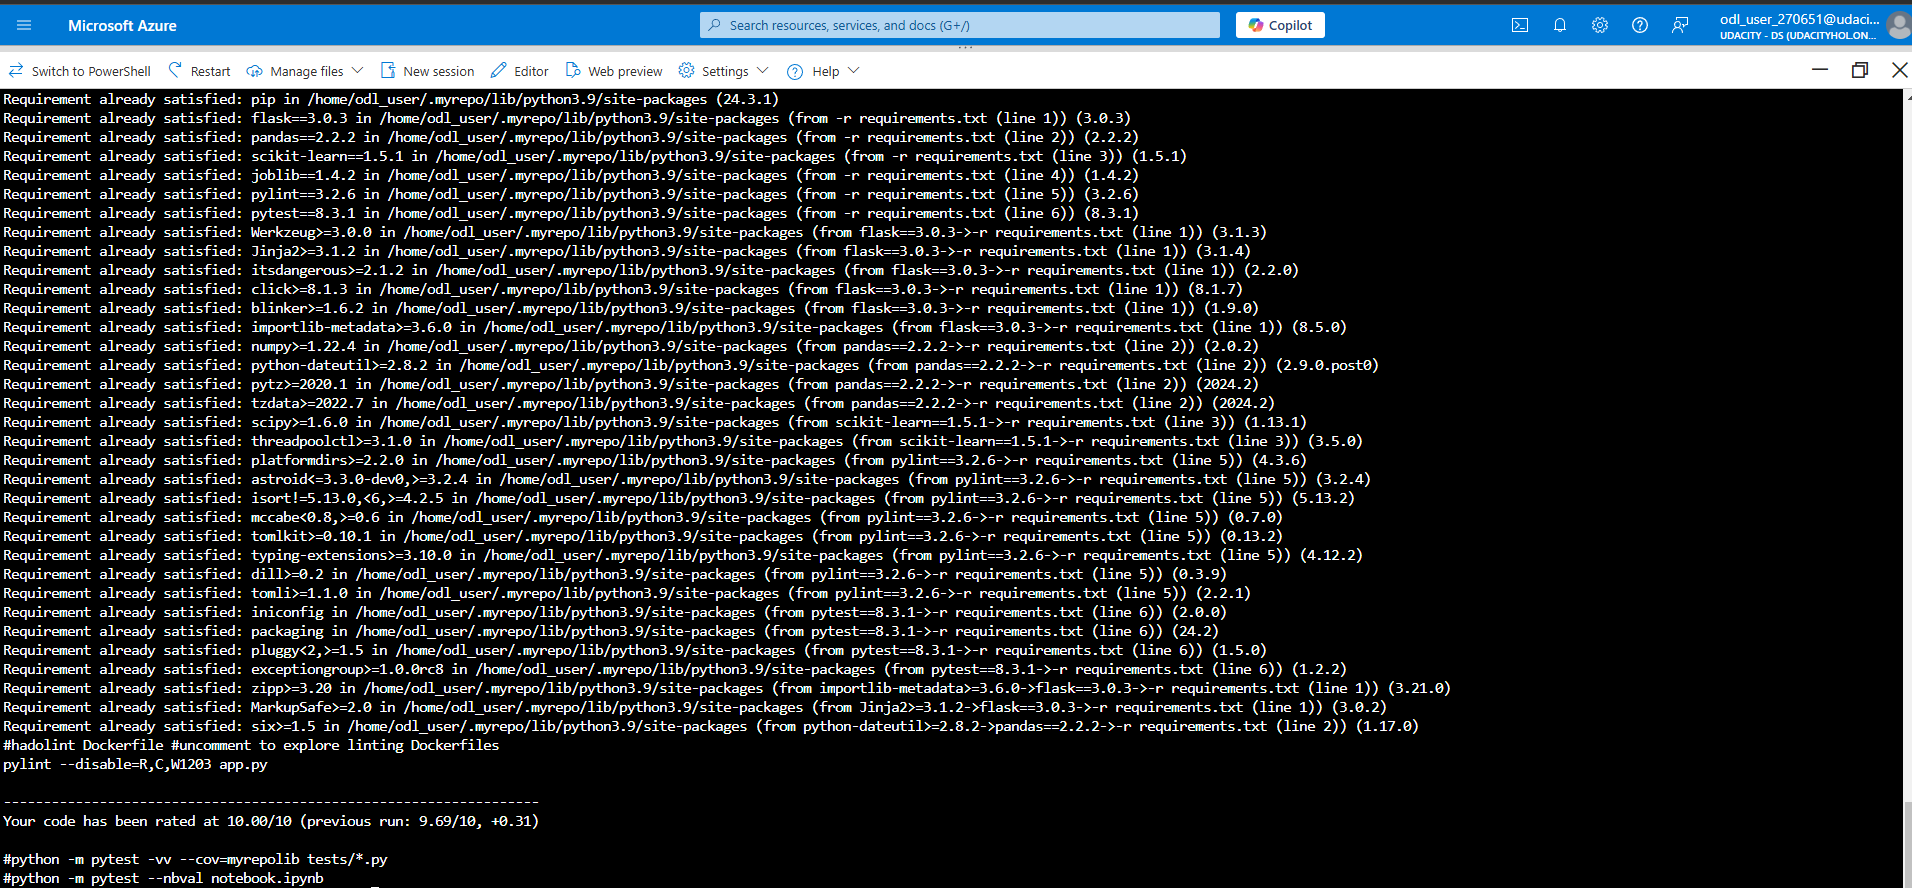 Microsoft Azure
Search resources, services, and docs (G+/)
Copilot
odl_user_270651@udaci...
UDACITY - DS (UDACITYHOL.ON...
Switch to PowerShell Restart Manage files New session Editor Web preview Settings Help
Requirement already satisfied: pip in /home/odl_user/.myrepo/lib/python3.9/site-packages (24.3.1)
Requirement already satisfied: flask==3.0.3 in /home/odl_user/.myrepo/lib/python3.9/site-packages (from -r requirements.txt (line 1)) (3.0.3)
Requirement already satisfied: pandas==2.2.2 in /home/odl_user/.myrepo/lib/python3.9/site-packages (from -r requirements.txt (line 2)) (2.2.2)
Requirement already satisfied: scikit-learn==1.5.1 in /home/odl_user/.myrepo/lib/python3.9/site-packages (from -r requirements.txt (line 3)) (1.5.1)
Requirement already satisfied: joblib==1.4.2 in /home/odl_user/.myrepo/lib/python3.9/site-packages (from -r requirements.txt (line 4)) (1.4.2)
Requirement already satisfied: pylint==3.2.6 in /home/odl_user/.myrepo/lib/python3.9/site-packages (from -r requirements.txt (line 5)) (3.2.6)
Requirement already satisfied: pytest==8.3.1 in /home/odl_user/.myrepo/lib/python3.9/site-packages (from -r requirements.txt (line 6)) (8.3.1)
Requirement already satisfied: Werkzeug>=3.0.0 in /home/odl_user/.myrepo/lib/python3.9/site-packages (from flask==3.0.3->-r requirements.txt (line 1)) (3.1.3)
Requirement already satisfied: Jinja2>=3.1.2 in /home/odl_user/.myrepo/lib/python3.9/site-packages (from flask==3.0.3->-r requirements.txt (line 1)) (3.1.4)
Requirement already satisfied: itsdangerous>=2.1.2 in /home/odl_user/.myrepo/lib/python3.9/site-packages (from flask==3.0.3->-r requirements.txt (line 1)) (2.2.0)
Requirement already satisfied: click>=8.1.3 in /home/odl_user/.myrepo/lib/python3.9/site-packages (from flask==3.0.3->-r requirements.txt (line 1)) (8.1.7)
Requirement already satisfied: blinker>=1.6.2 in /home/odl_user/.myrepo/lib/python3.9/site-packages (from flask==3.0.3->-r requirements.txt (line 1)) (1.9.0)
Requirement already satisfied: importlib-metadata>=3.6.0 in /home/odl_user/.myrepo/lib/python3.9/site-packages (from flask==3.0.3->-r requirements.txt (line 1)) (8.5.0)
Requirement already satisfied: numpy>=1.22.4 in /home/odl_user/.myrepo/lib/python3.9/site-packages (from pandas==2.2.2->-r requirements.txt (line 2)) (2.0.2)
Requirement already satisfied: python-dateutil>=2.8.2 in /home/odl_user/.myrepo/lib/python3.9/site-packages (from pandas==2.2.2->-r requirements.txt (line 2)) (2.9.0.post0)
Requirement already satisfied: pytz>=2020.1 in /home/odl_user/.myrepo/lib/python3.9/site-packages (from pandas==2.2.2->-r requirements.txt (line 2)) (2024.2)
Requirement already satisfied: tzdata>=2022.7 in /home/odl_user/.myrepo/lib/python3.9/site-packages (from pandas==2.2.2->-r requirements.txt (line 2)) (2024.2)
Requirement already satisfied: scipy>=1.6.0 in /home/odl_user/.myrepo/lib/python3.9/site-packages (from scikit-learn==1.5.1->-r requirements.txt (line 3)) (1.13.1)
Requirement already satisfied: threadpoolctl>=3.1.0 in /home/odl_user/.myrepo/lib/python3.9/site-packages (from scikit-learn==1.5.1->-r requirements.txt (line 3)) (3.5.0)
Requirement already satisfied: platformdirs>=2.2.0 in /home/odl_user/.myrepo/lib/python3.9/site-packages (from pylint==3.2.6->-r requirements.txt (line 5)) (4.3.6)
Requirement already satisfied: astroid<=3.3.0-dev0,>=3.2.4 in /home/odl_user/.myrepo/lib/python3.9/site-packages (from pylint==3.2.6->-r requirements.txt (line 5)) (3.2.4)
Requirement already satisfied: isort!=5.13.0,<6,>=4.2.5 in /home/odl_user/.myrepo/lib/python3.9/site-packages (from pylint==3.2.6->-r requirements.txt (line 5)) (5.13.2)
Requirement already satisfied: mccabe<0.8,>=0.6 in /home/odl_user/.myrepo/lib/python3.9/site-packages (from pylint==3.2.6->-r requirements.txt (line 5)) (0.7.0)
Requirement already satisfied: tomlkit>=0.10.1 in /home/odl_user/.myrepo/lib/python3.9/site-packages (from pylint==3.2.6->-r requirements.txt (line 5)) (0.13.2)
Requirement already satisfied: typing-extensions>=3.10.0 in /home/odl_user/.myrepo/lib/python3.9/site-packages (from pylint==3.2.6->-r requirements.txt (line 5)) (4.12.2)
Requirement already satisfied: dill>=0.2 in /home/odl_user/.myrepo/lib/python3.9/site-packages (from pylint==3.2.6->-r requirements.txt (line 5)) (0.3.9)
Requirement already satisfied: tomli>=1.1.0 in /home/odl_user/.myrepo/lib/python3.9/site-packages (from pylint==3.2.6->-r requirements.txt (line 5)) (2.2.1)
Requirement already satisfied: iniconfig in /home/odl_user/.myrepo/lib/python3.9/site-packages (from pytest==8.3.1->-r requirements.txt (line 6)) (2.0.0)
Requirement already satisfied: packaging in /home/odl_user/.myrepo/lib/python3.9/site-packages (from pytest==8.3.1->-r requirements.txt (line 6)) (24.2)
Requirement already satisfied: pluggy<2,>=1.5 in /home/odl_user/.myrepo/lib/python3.9/site-packages (from pytest==8.3.1->-r requirements.txt (line 6)) (1.5.0)
Requirement already satisfied: exceptiongroup>=1.0.0rc8 in /home/odl_user/.myrepo/lib/python3.9/site-packages (from pytest==8.3.1->-r requirements.txt (line 6)) (1.2.2)
Requirement already satisfied: zipp>=3.20 in /home/odl_user/.myrepo/lib/python3.9/site-packages (from importlib-metadata>=3.6.0->flask==3.0.3->-r requirements.txt (line 1)) (3.21.0)
Requirement already satisfied: MarkupSafe>=2.0 in /home/odl_user/.myrepo/lib/python3.9/site-packages (from Jinja2>=3.1.2->flask==3.0.3->-r requirements.txt (line 1)) (3.0.2)
Requirement already satisfied: six>=1.5 in /home/odl_user/.myrepo/lib/python3.9/site-packages (from python-dateutil>=2.8.2->pandas==2.2.2->-r requirements.txt (line 2)) (1.17.0)
#hadolint Dockerfile #uncomment to explore linting Dockerfiles
pylint --disable=R,C,W1203 app.py
-------------------------------------------------------------------
Your code has been rated at 10.00/10 (previous run: 9.69/10, +0.31)
#python -m pytest -vv --cov=myrepolib tests/*.py
#python -m pytest --nbval notebook.ipynb